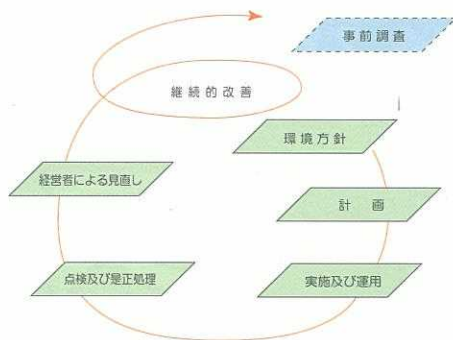 事前調査
継続的改善
環境方針
経営者による見直し
計画
点検及び是正処理
実施及び運用